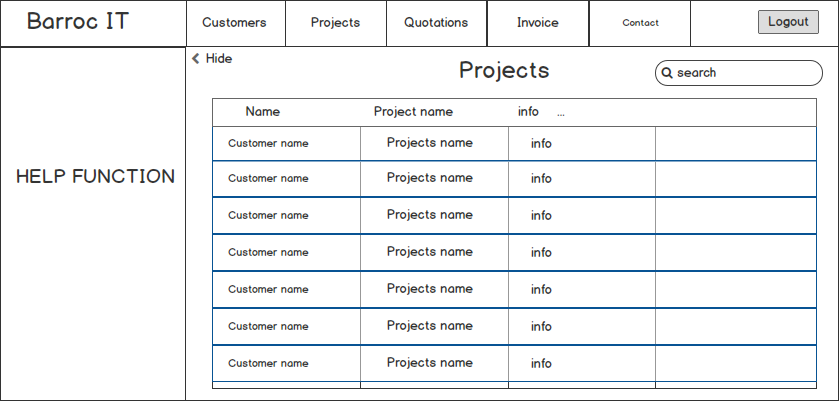 Barroc IT Customers Projects Quotations Invoice Contact Logout
Hide
Projects
search
HELP FUNCTION
Name Project name info ...
Customer name Projects name info
Customer name Projects name info
Customer name Projects name info
Customer name Projects name info
Customer name Projects name info
Customer name Projects name info
Customer name Projects name info